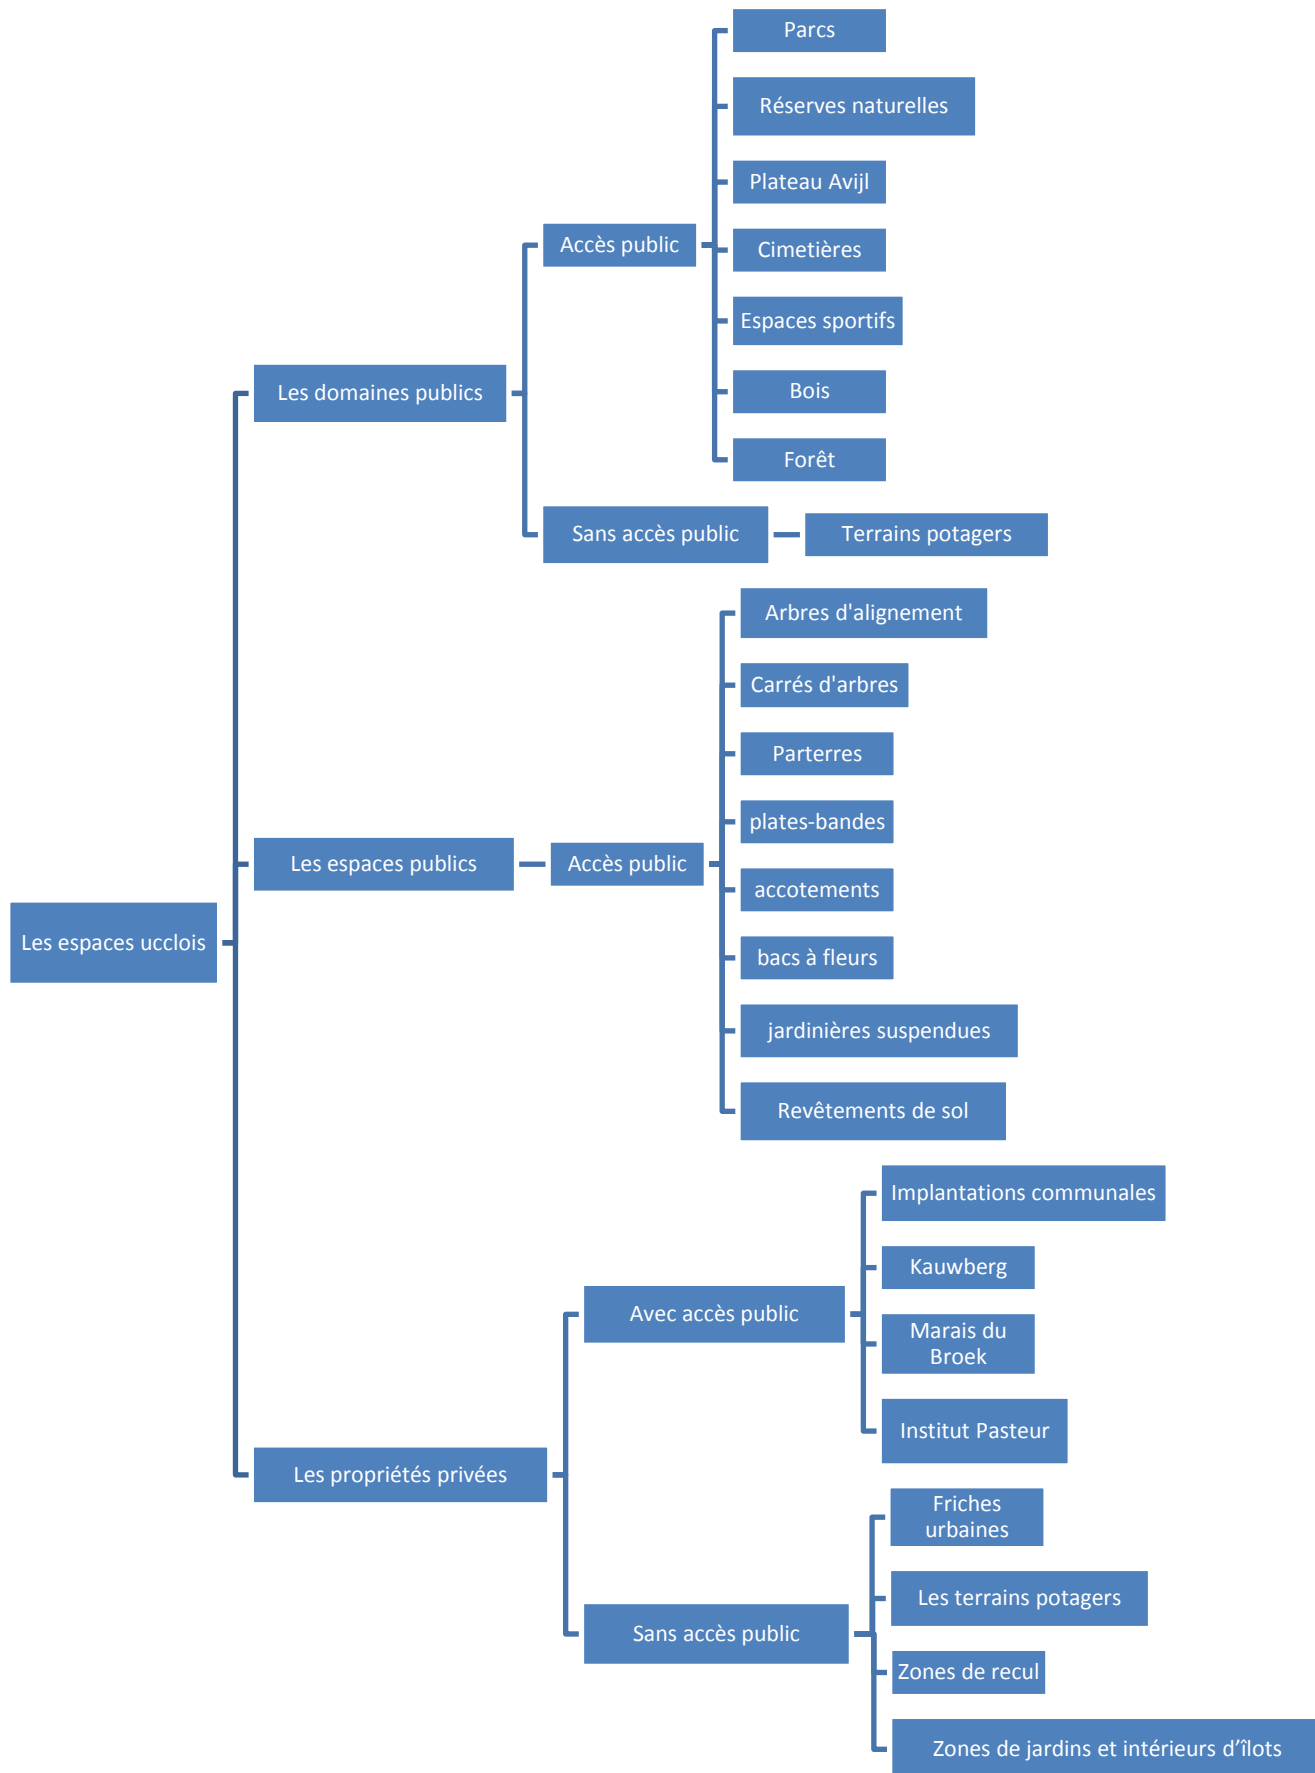 Parcs
Réserves naturelles
Plateau Avijl
Accès public
Cimetières
Espaces sportifs
Les domaines publics
Bois
Forêt
Sans accès public
Terrains potagers
Arbres d'alignement
Carrés d'arbres
Parterres
plates-bandes
Les espaces publics
Accès public
accotements
Les espaces ucclois
bacs à fleurs
jardinières suspendues
Revêtements de sol
Implantations communales
Kauwberg
Avec accès public
Marais du
Broek
Institut Pasteur
Les propriétés privées
Friches
urbaines
Les terrains potagers
Sans accès public
Zones de recul
Zones de jardins et intérieurs d’îlots